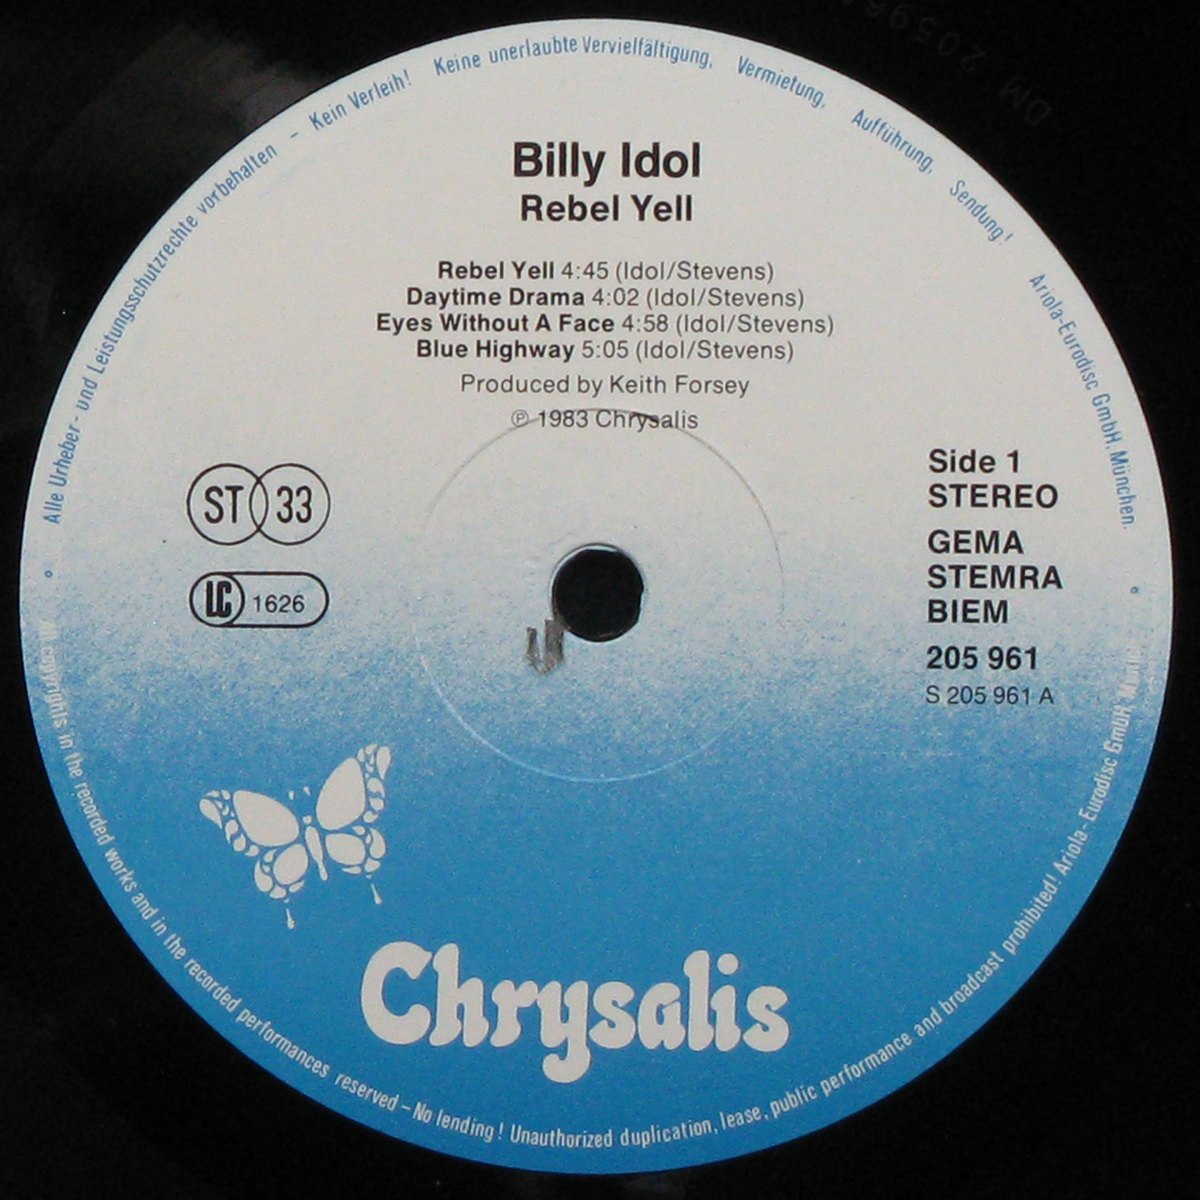 Alle Urheber- und Leistungsschutzrechte vorbehalten – Kein Verleih! Keine unerlaubte Vervielfältigung, Vermietung, Aufführung, Sendung! Ariola-Eurodisc GmbH, München.
Billy Idol
Rebel Yell
Rebel Yell 4:45 (Idol/Stevens)
Daytime Drama 4:02 (Idol/Stevens)
Eyes Without A Face 4:58 (Idol/Stevens)
Blue Highway 5:05 (Idol/Stevens)
Produced by Keith Forsey
℗ 1983 Chrysalis
ST 33
LC 1626
Side 1
STEREO
GEMA
STEMRA
BIEM
205 961
S 205 961 A
Chrysalis
All copyrights in the recorded works and in the recorded performances reserved – No lending! Unauthorized duplication, lease, public performance and broadcast prohibited! Ariola-Eurodisc GmbH